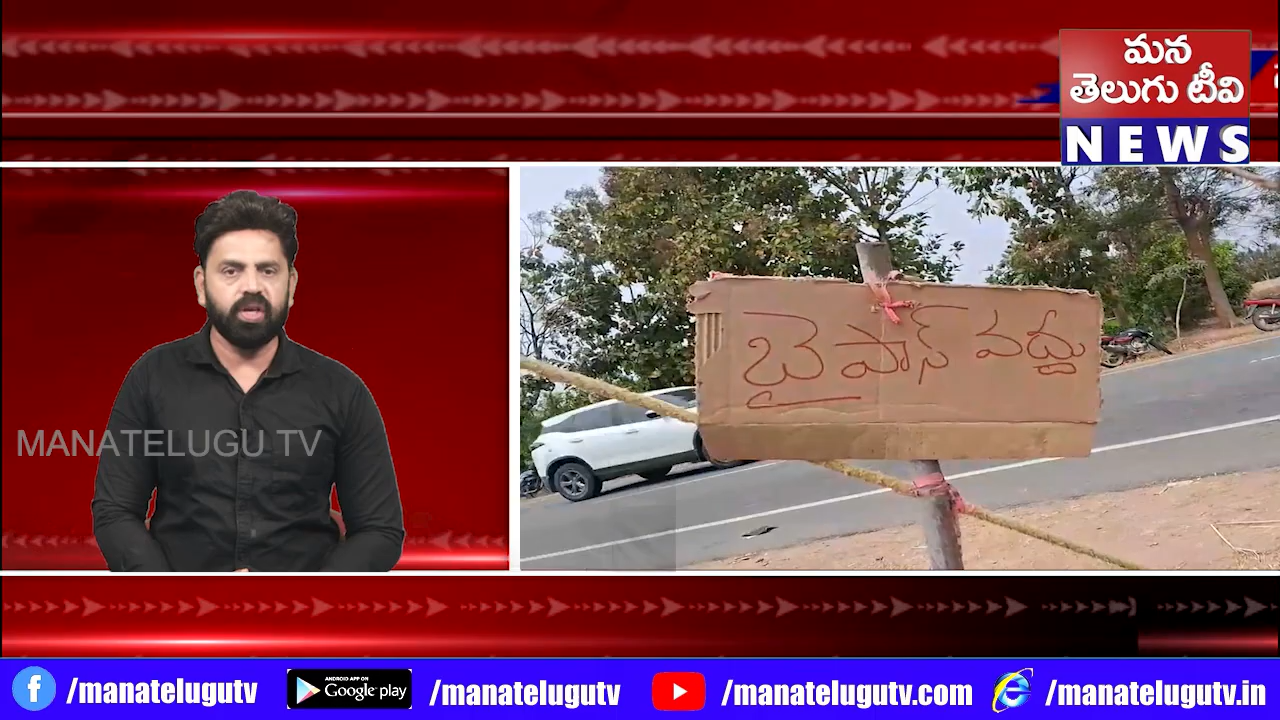 మన
తెలుగు టీవి
NEWS
బైపాస్ వద్దు
MANATELUGU TV
/manatelugutv
ANDROID APP ON
Google play
/manatelugutv
/manatelugutv.com
/manatelugutv.in